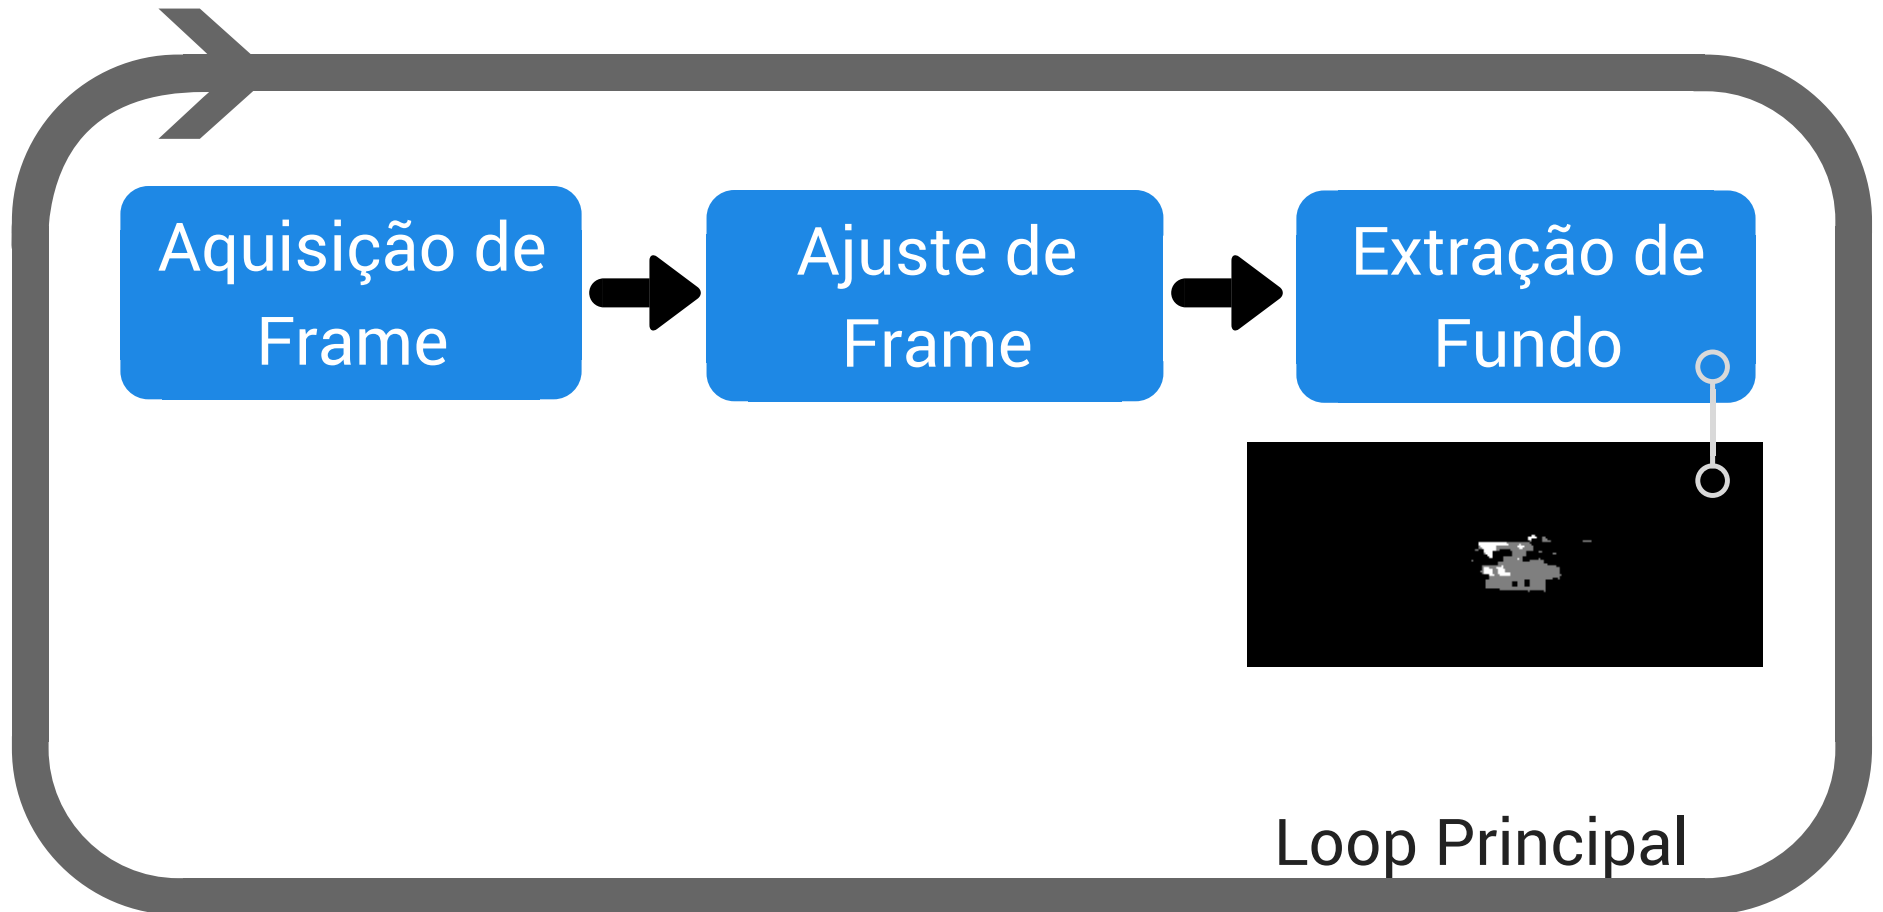 Aquisição de
Frame
Ajuste de
Frame
Extração de
Fundo
Loop Principal